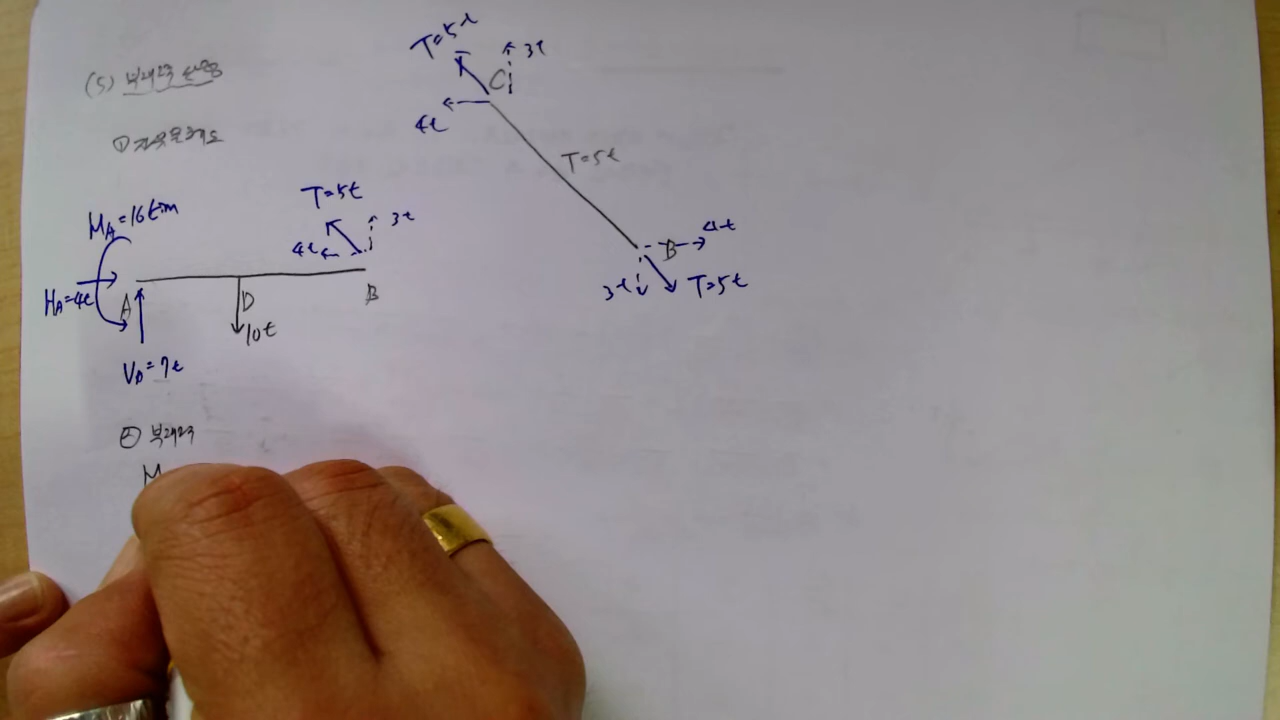 (5) 부재력 산정
① 자유물체도
MA=16t·m
HA=4t
A
VA=7t
D
10t
T=5t
4t
3t
B
T=5t
3t
C
4t
T=5t
B
4t
3t
T=5t
② 부재력
M